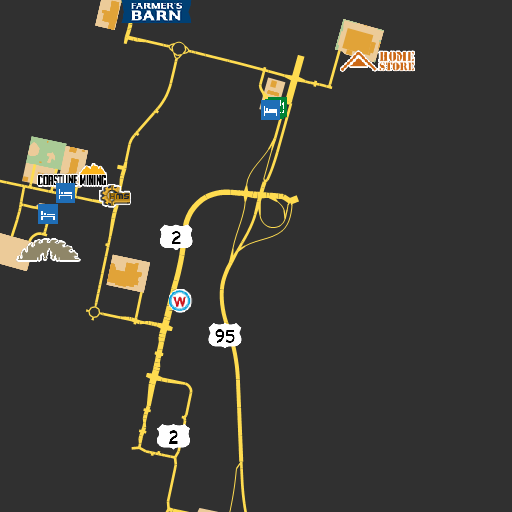 FARMER'S
BARN
HOME
STORE
COASTLINE MINING
2
W
95
2